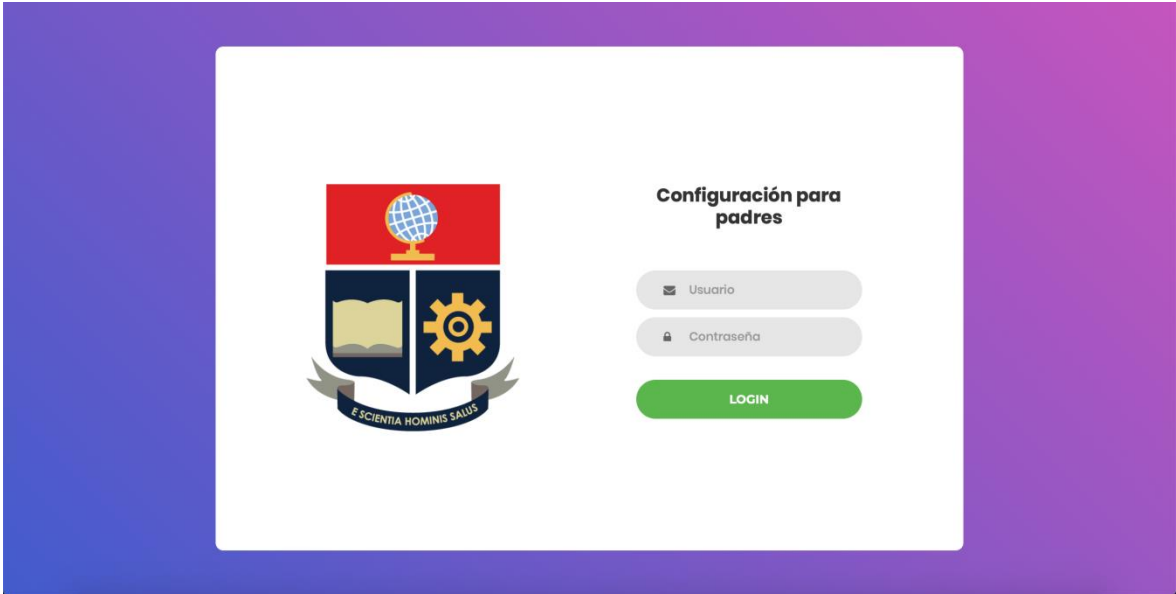 Configuración para
padres
Usuario
Contraseña
LOGIN
E SCIENTIA HOMINIS SALUS